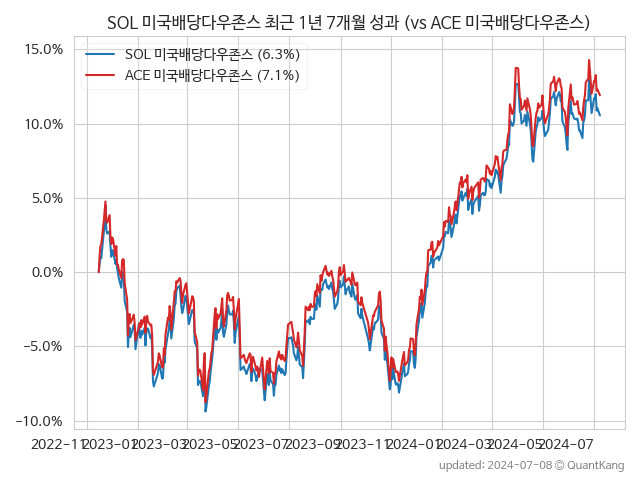 SOL 미국배당다우존스 최근 1년 7개월 성과 (vs ACE 미국배당다우존스)
SOL 미국배당다우존스 (6.3%)
ACE 미국배당다우존스 (7.1%)
15.0%
10.0%
5.0%
0.0%
−5.0%
−10.0%
2022-11 2023-01 2023-03 2023-05 2023-07 2023-09 2023-11 2024-01 2024-03 2024-05 2024-07
updated: 2024-07-08 © QuantKang